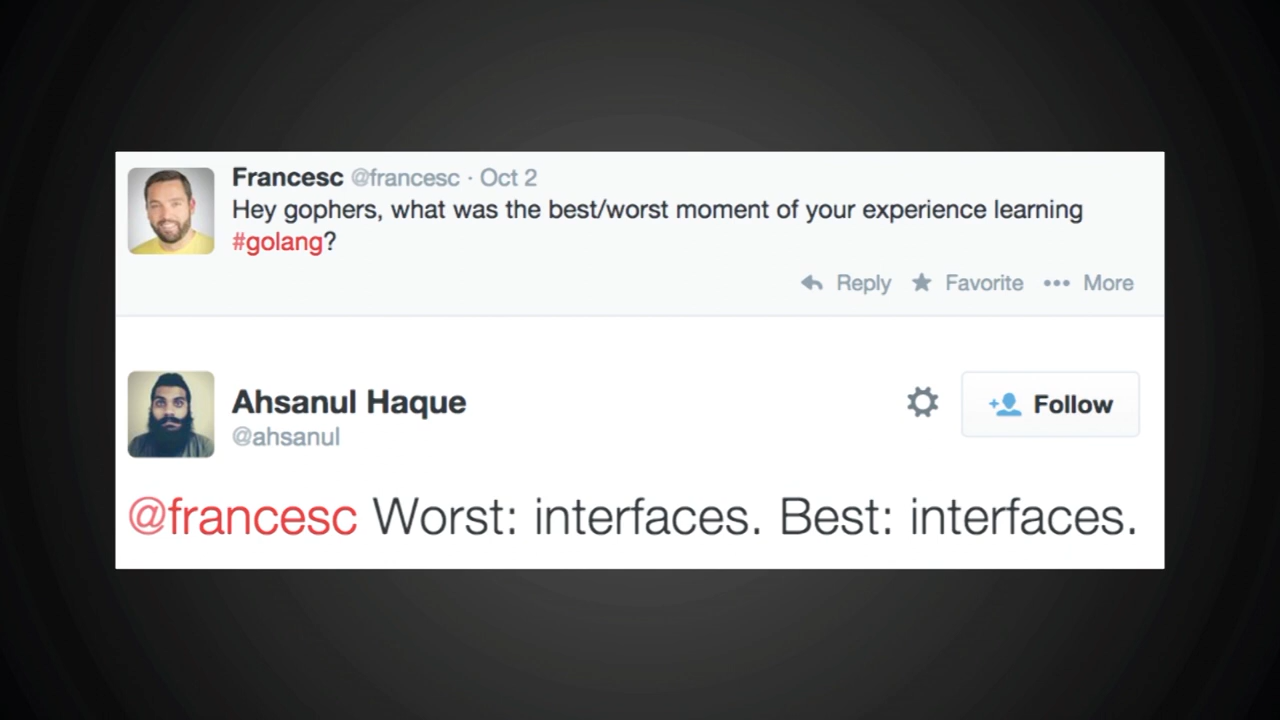 Francesc @francesc · Oct 2
Hey gophers, what was the best/worst moment of your experience learning
#golang?
Reply Favorite ••• More
Ahsanul Haque
Follow
@ahsanul
@francesc Worst: interfaces. Best: interfaces.